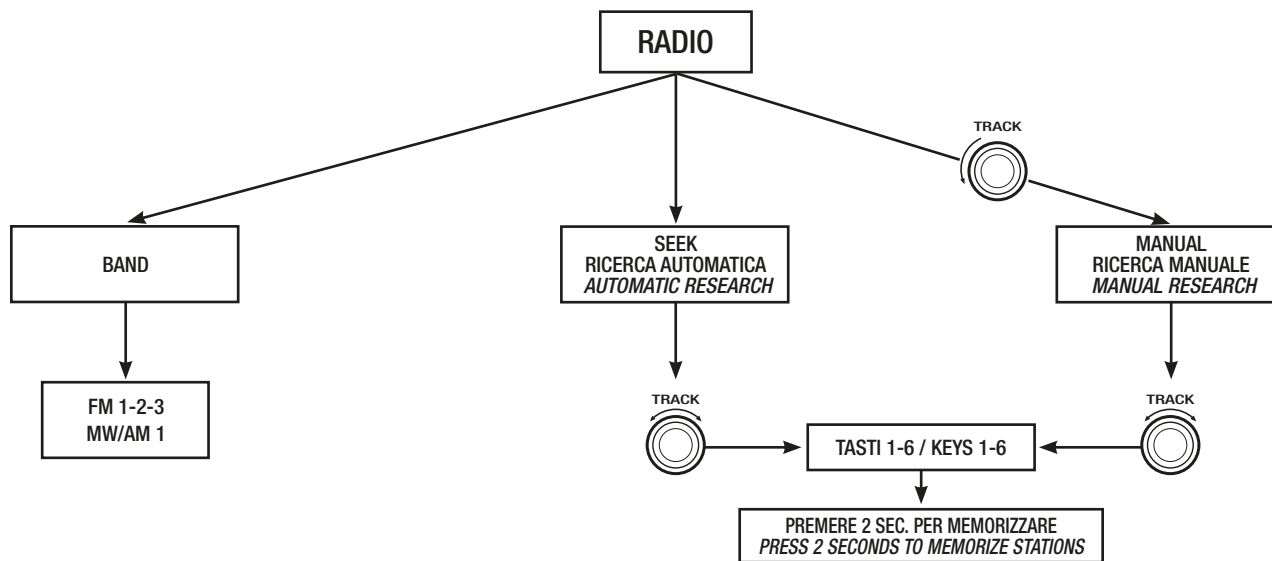 RADIO
TRACK
BAND
SEEK
RICERCA AUTOMATICA
AUTOMATIC RESEARCH
MANUAL
RICERCA MANUALE
MANUAL RESEARCH
FM 1-2-3
MW/AM 1
TRACK
TRACK
TASTI 1-6 / KEYS 1-6
PREMERE 2 SEC. PER MEMORIZZARE
PRESS 2 SECONDS TO MEMORIZE STATIONS